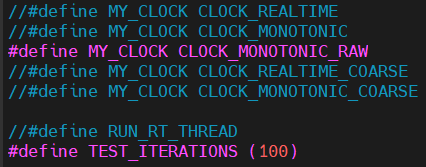 //#define MY_CLOCK CLOCK_REALTIME
//#define MY_CLOCK CLOCK_MONOTONIC
#define MY_CLOCK CLOCK_MONOTONIC_RAW
//#define MY_CLOCK CLOCK_REALTIME_COARSE
//#define MY_CLOCK CLOCK_MONOTONIC_COARSE

//#define RUN_RT_THREAD
#define TEST_ITERATIONS (100)